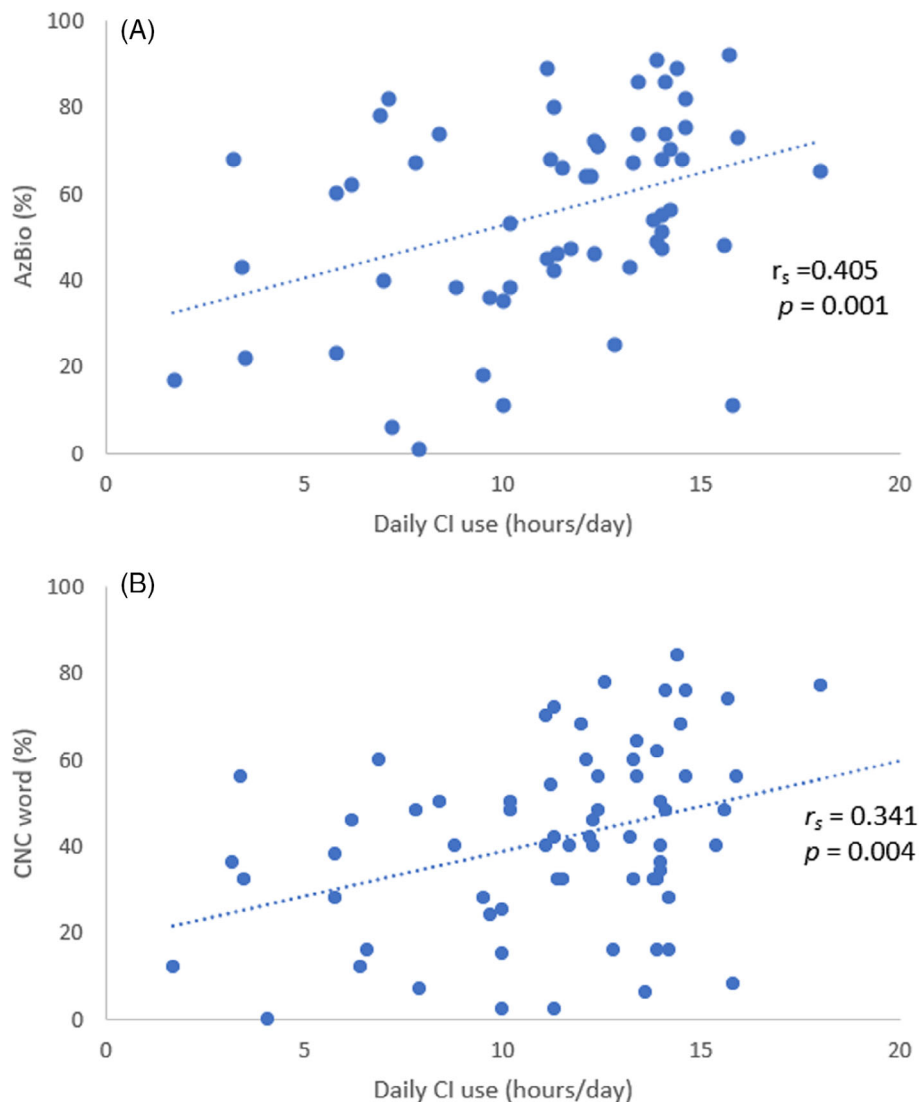 (A)
100
80
60
40
20
0
AzBio (%)
rs =0.405
p = 0.001
0 5 10 15 20
Daily CI use (hours/day)
(B)
100
80
60
40
20
0
CNC word (%)
rs = 0.341
p = 0.004
0 5 10 15 20
Daily CI use (hours/day)